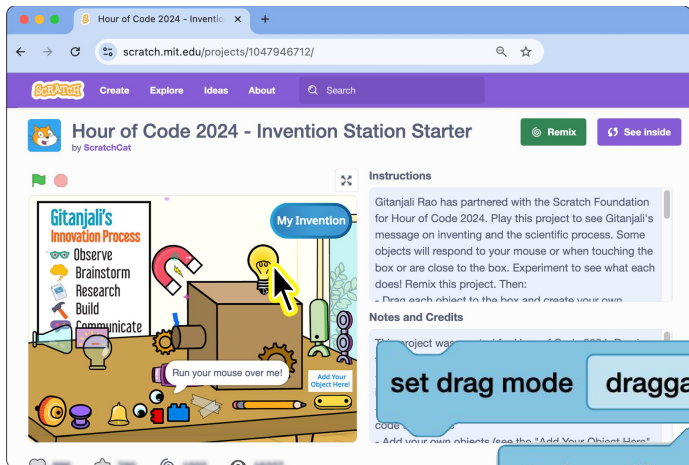 Hour of Code 2024 - Inventio
scratch.mit.edu/projects/1047946712/
SCRATCH Create Explore Ideas About Search
Hour of Code 2024 - Invention Station Starter
by ScratchCat
Remix
See inside
Instructions
Gitanjali Rao has partnered with the Scratch Foundation
for Hour of Code 2024. Play this project to see Gitanjali's
message on inventing and the scientific process. Some
objects will respond to your mouse or when touching the
box or are close to the box. Experiment to see what each
does! Remix this project. Then:
- Drag each object to the box and create your own
Notes and Credits
code
- Add your own objects (see the "Add Your Object Here"
Gitanjali's
Innovation Process
Observe
Brainstorm
Research
Build
Communicate
My Invention
Run your mouse over me!
Add Your
Object Here!
set drag mode